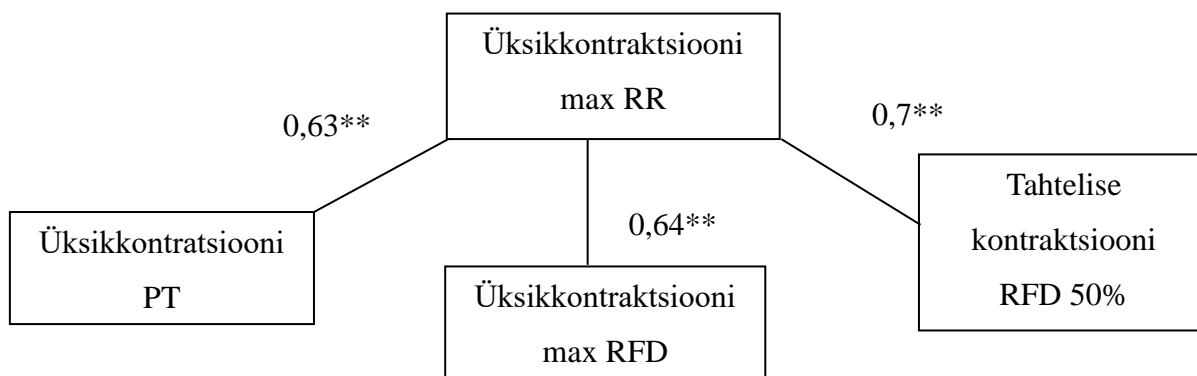 Üksikkontraktsiooni
max RR
0,63**
0,7**
Üksikkontratsiooni
PT
0,64**
Üksikkontraktsiooni
max RFD
Tahtelise
kontraktsiooni
RFD 50%